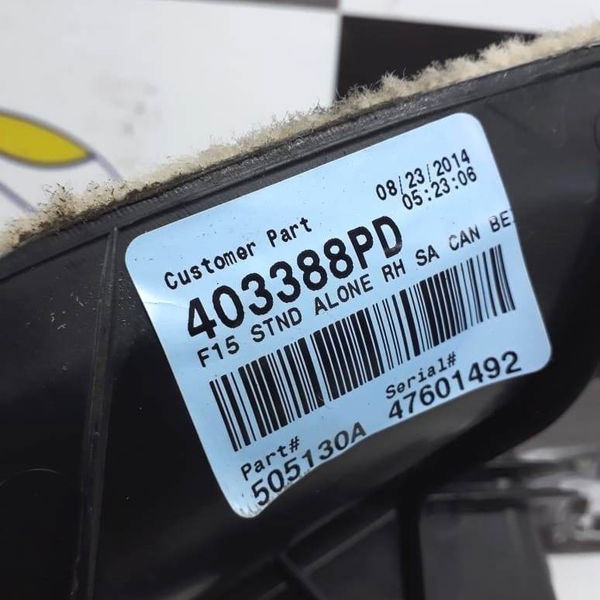 08/23/2014
05:23:06
Customer Part
403388PD
F15 STND ALONE RH SA CAN BE
Part# Serial#
505130A 47601492